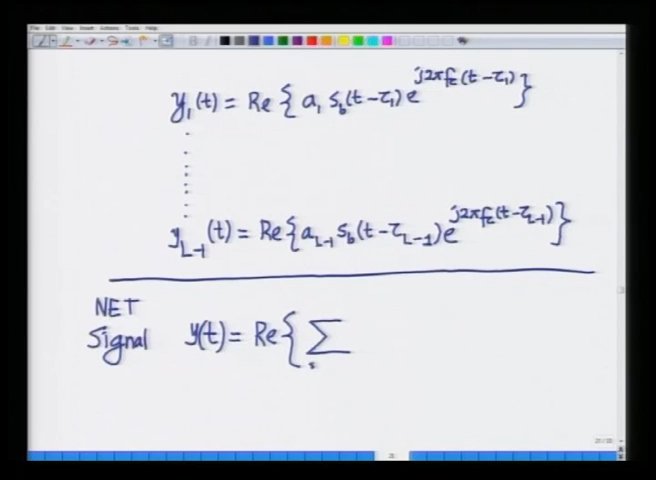 y₁(t) = Re { a₁ s_b(t-τ₁) e^{j2πf_c(t-τ₁)} }
y_{L-1}(t) = Re{ a_{L-1} s_b(t-τ_{L-1}) e^{j2πf_c(t-τ_{L-1})} }
NET
Signal y(t) = Re { Σ